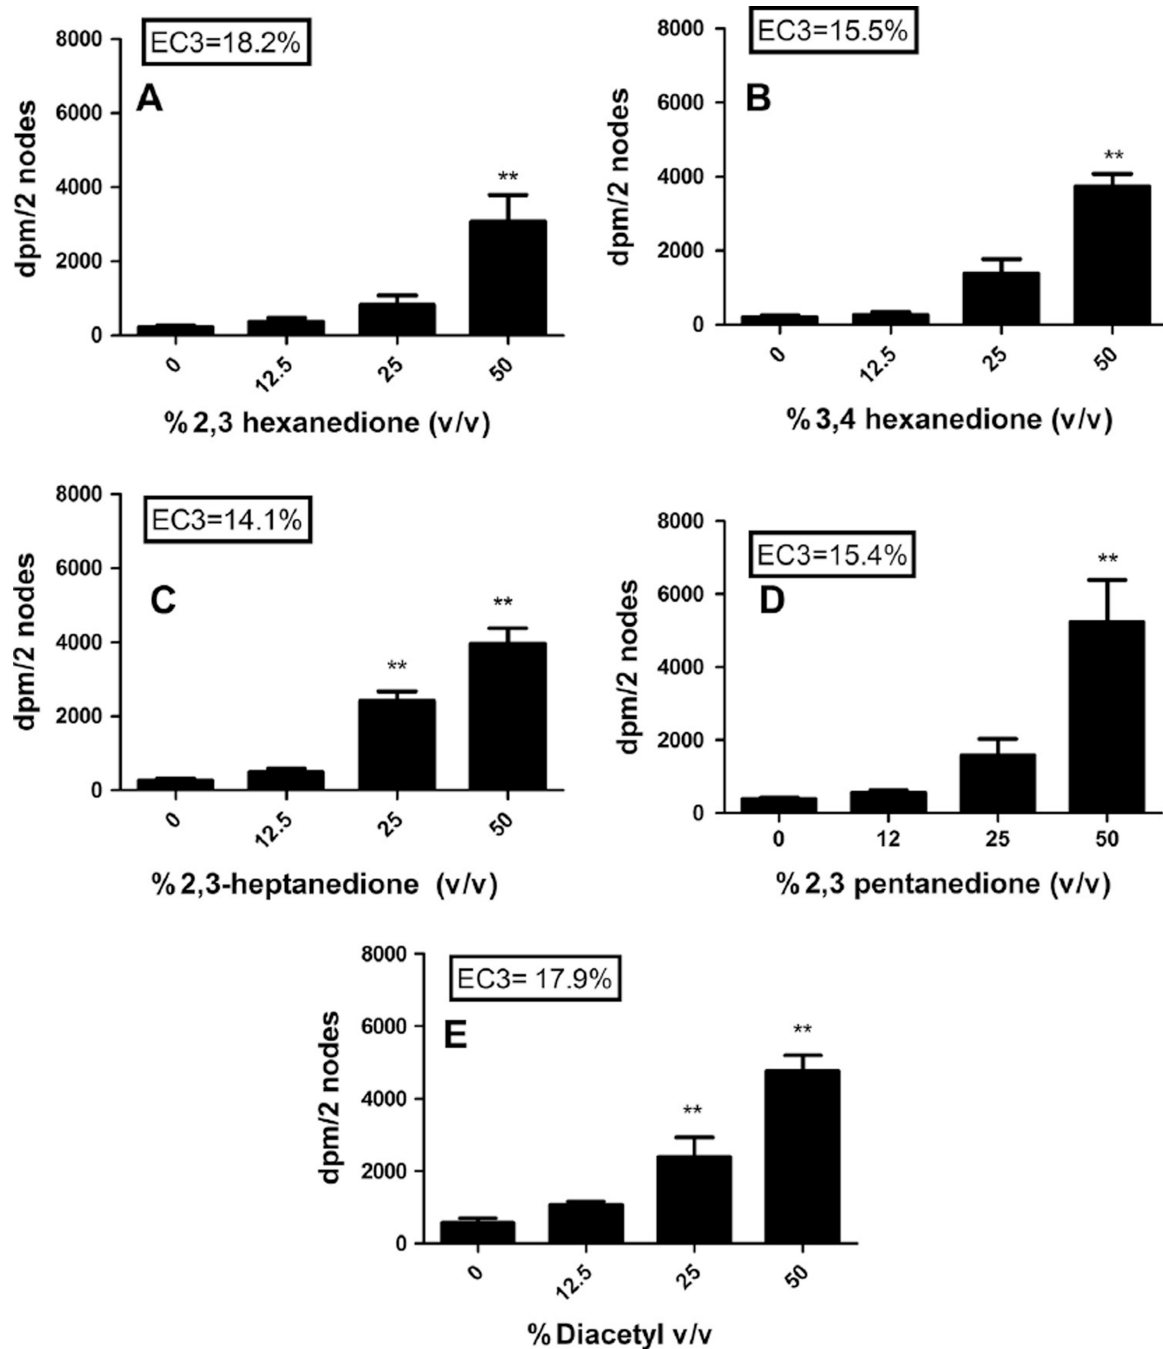 EC3=18.2%
A
8000
6000
4000
2000
0
dpm/2 nodes
**
0 12.5 25 50
% 2,3 hexanedione (v/v)
EC3=15.5%
B
8000
6000
4000
2000
0
dpm/2 nodes
**
0 12.5 25 50
% 3,4 hexanedione (v/v)
EC3=14.1%
C
8000
6000
4000
2000
0
dpm/2 nodes
** **
0 12.5 25 50
% 2,3-heptanedione (v/v)
EC3=15.4%
D
8000
6000
4000
2000
0
dpm/2 nodes
**
0 12 25 50
% 2,3 pentanedione (v/v)
EC3= 17.9%
E
8000
6000
4000
2000
0
dpm/2 nodes
** **
0 12.5 25 50
% Diacetyl v/v